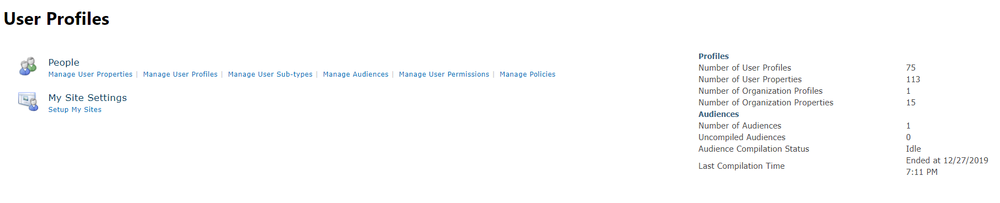 User Profiles
People
Manage User Properties | Manage User Profiles | Manage User Sub-types | Manage Audiences | Manage User Permissions | Manage Policies
My Site Settings
Setup My Sites
Profiles
Number of User Profiles 75
Number of User Properties 113
Number of Organization Profiles 1
Number of Organization Properties 15
Audiences
Number of Audiences 1
Uncompiled Audiences 0
Audience Compilation Status Idle
Last Compilation Time Ended at 12/27/2019
7:11 PM